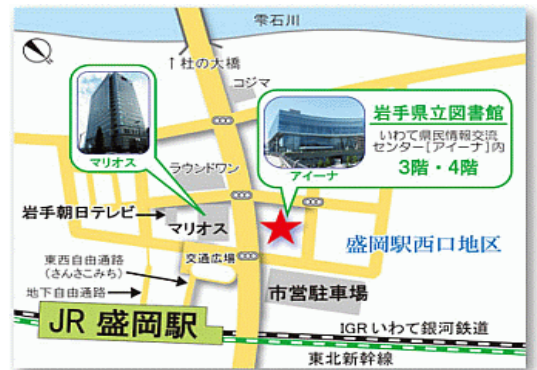 雫石川
↑杜の大橋
コジマ
岩手県立図書館
いわて県民情報交流
センター[アイーナ]内
3階・4階
マリオス
アイーナ
ラウンドワン
岩手朝日テレビ
マリオス
盛岡駅西口地区
東西自由通路
(さんさこみち)
交通広場
地下自由通路
市営駐車場
JR 盛岡駅
IGRいわて銀河鉄道
東北新幹線